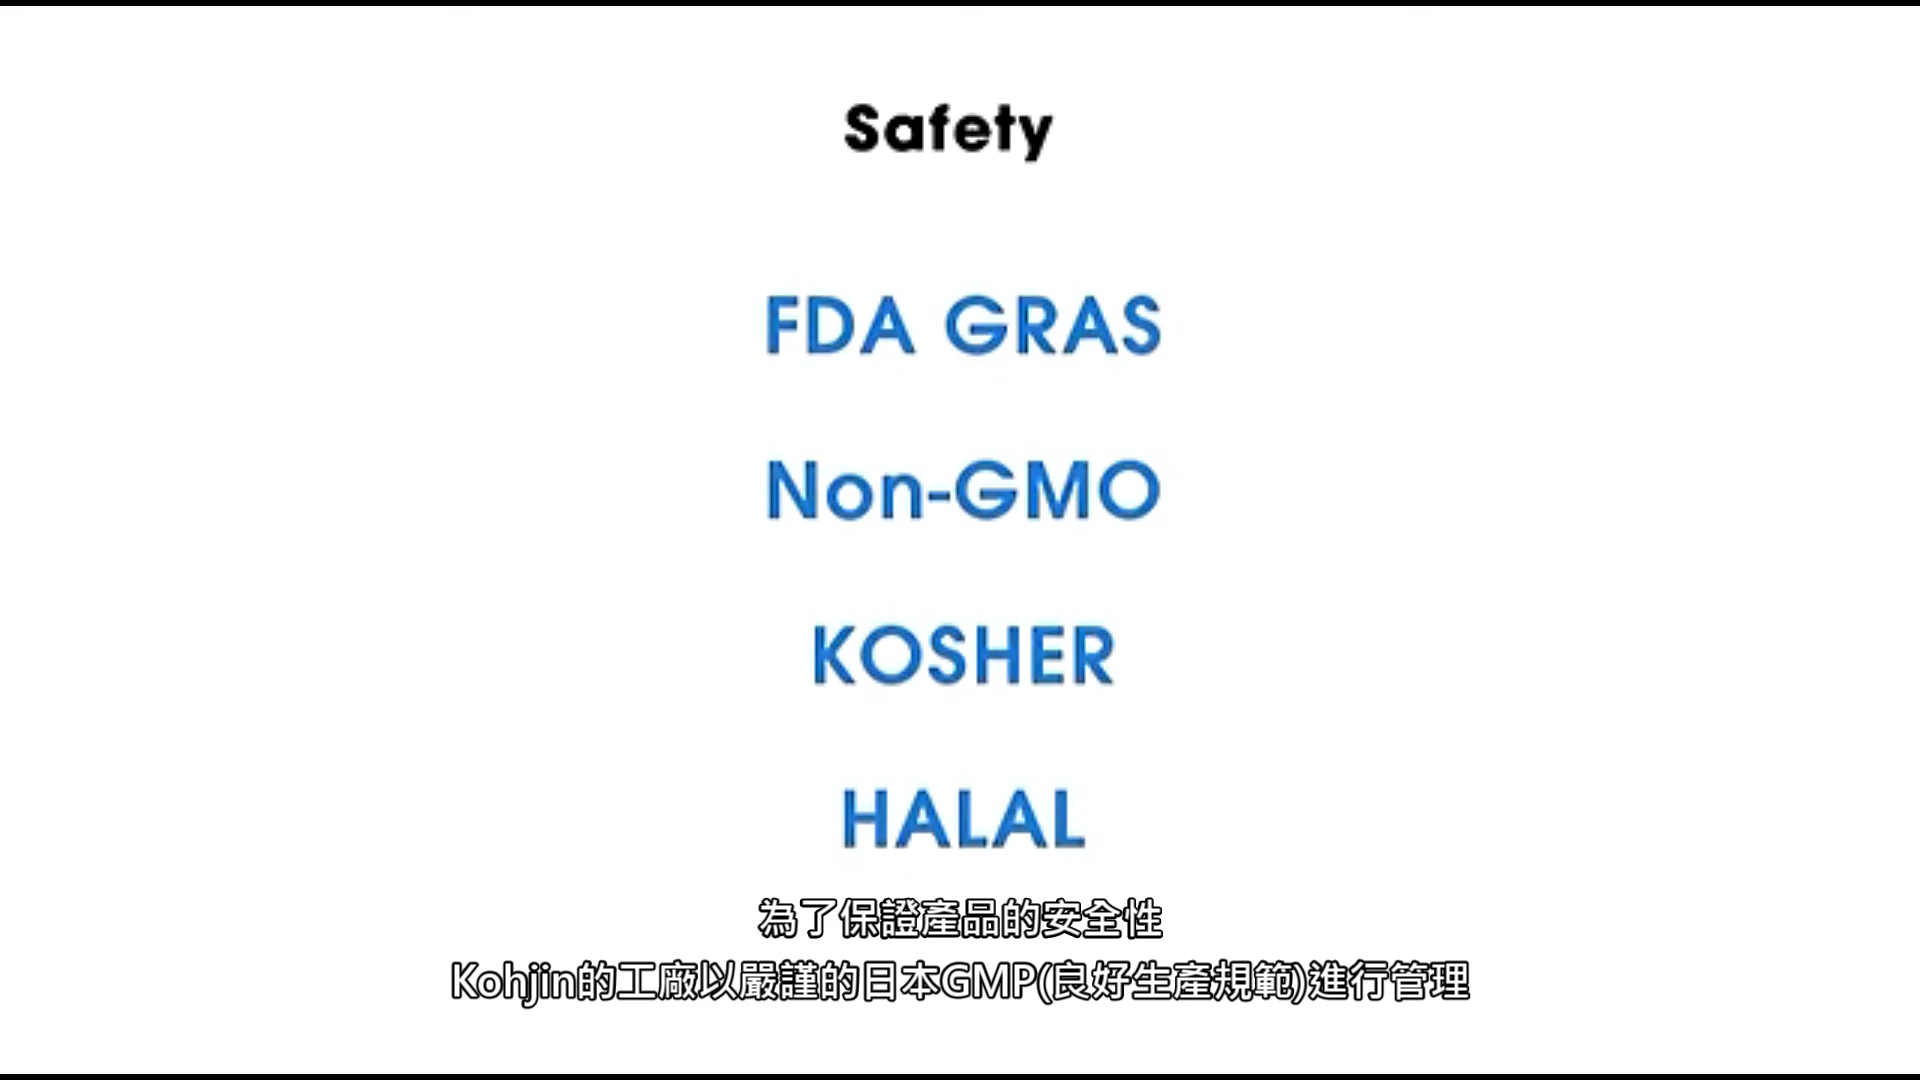 Safety
FDA GRAS
Non-GMO
KOSHER
HALAL
為了保證產品的安全性
Kohjin的工廠以嚴謹的日本GMP(良好生產規範)進行管理